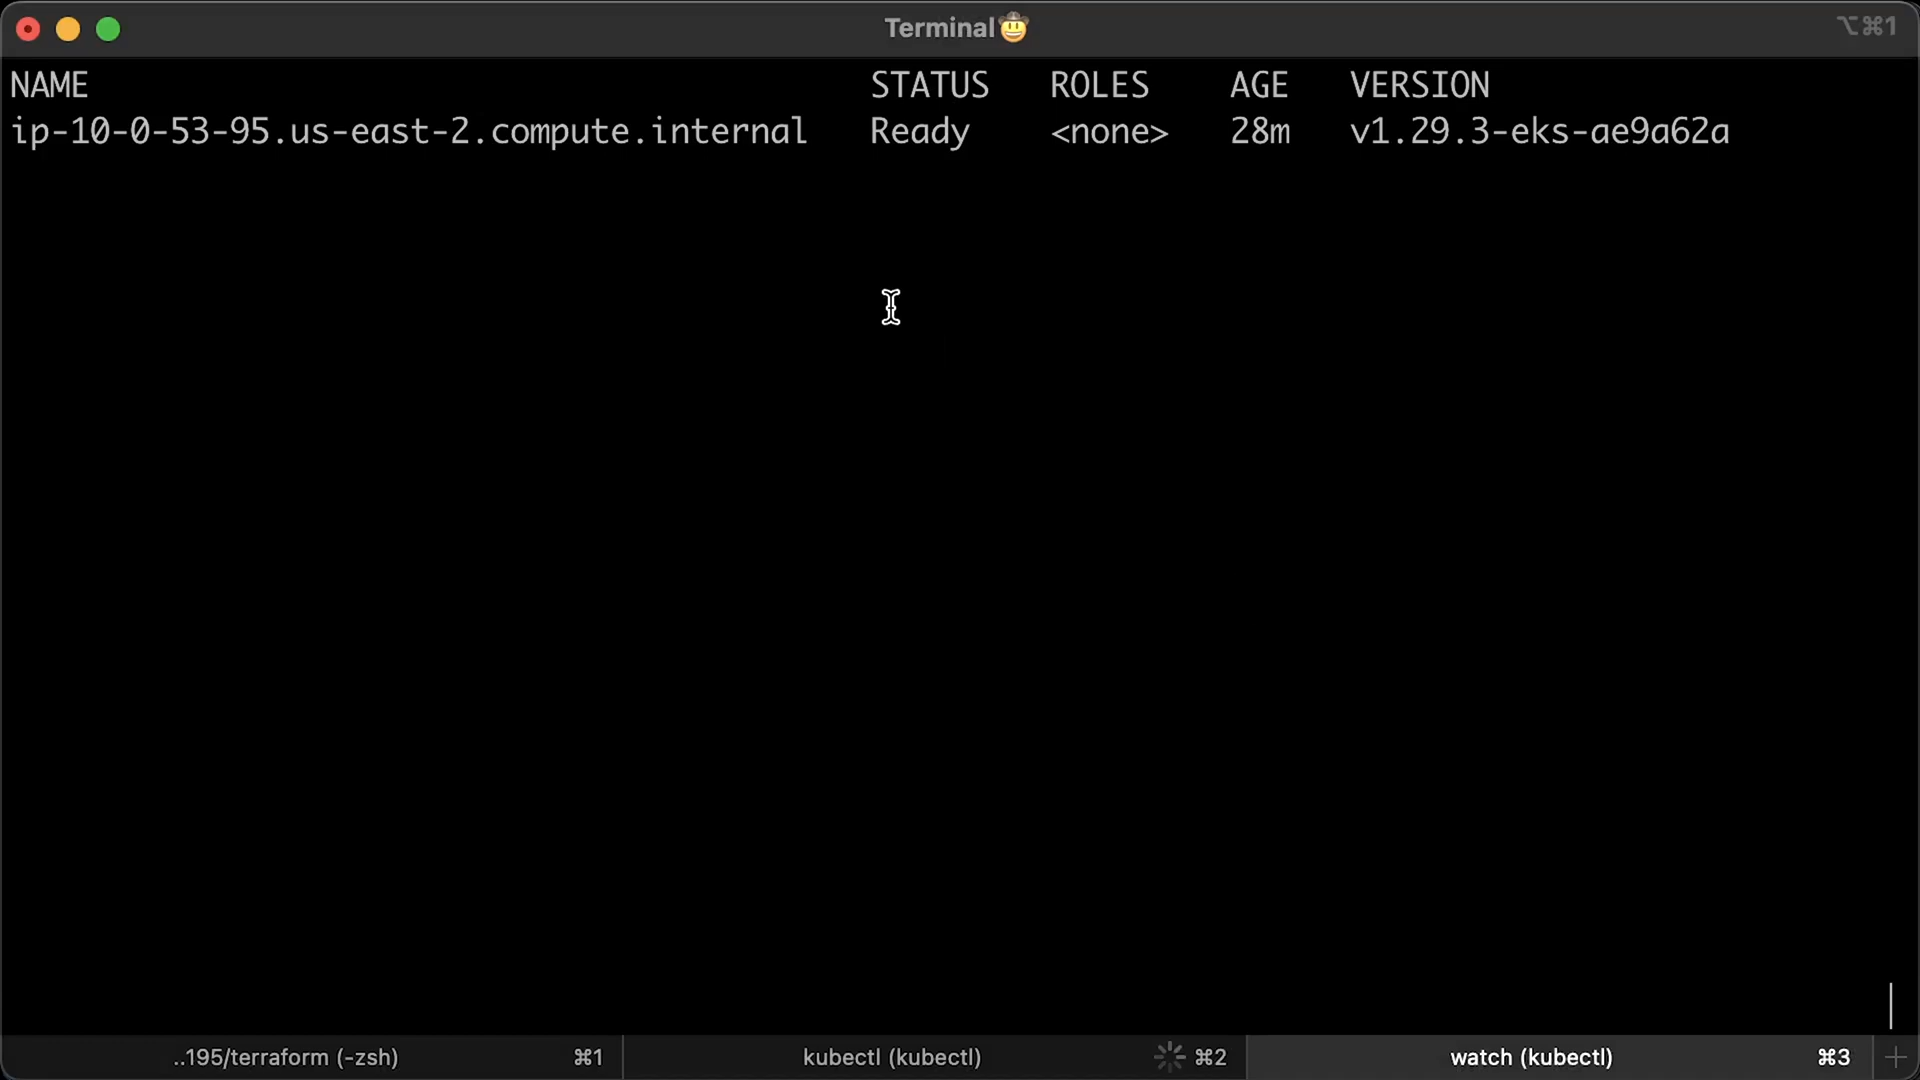 Terminal🤠
⌥⌘1
NAME STATUS ROLES AGE VERSION
ip-10-0-53-95.us-east-2.compute.internal Ready <none> 28m v1.29.3-eks-ae9a62a
..195/terraform (-zsh) ⌘1
kubectl (kubectl) ⌘2
watch (kubectl) ⌘3